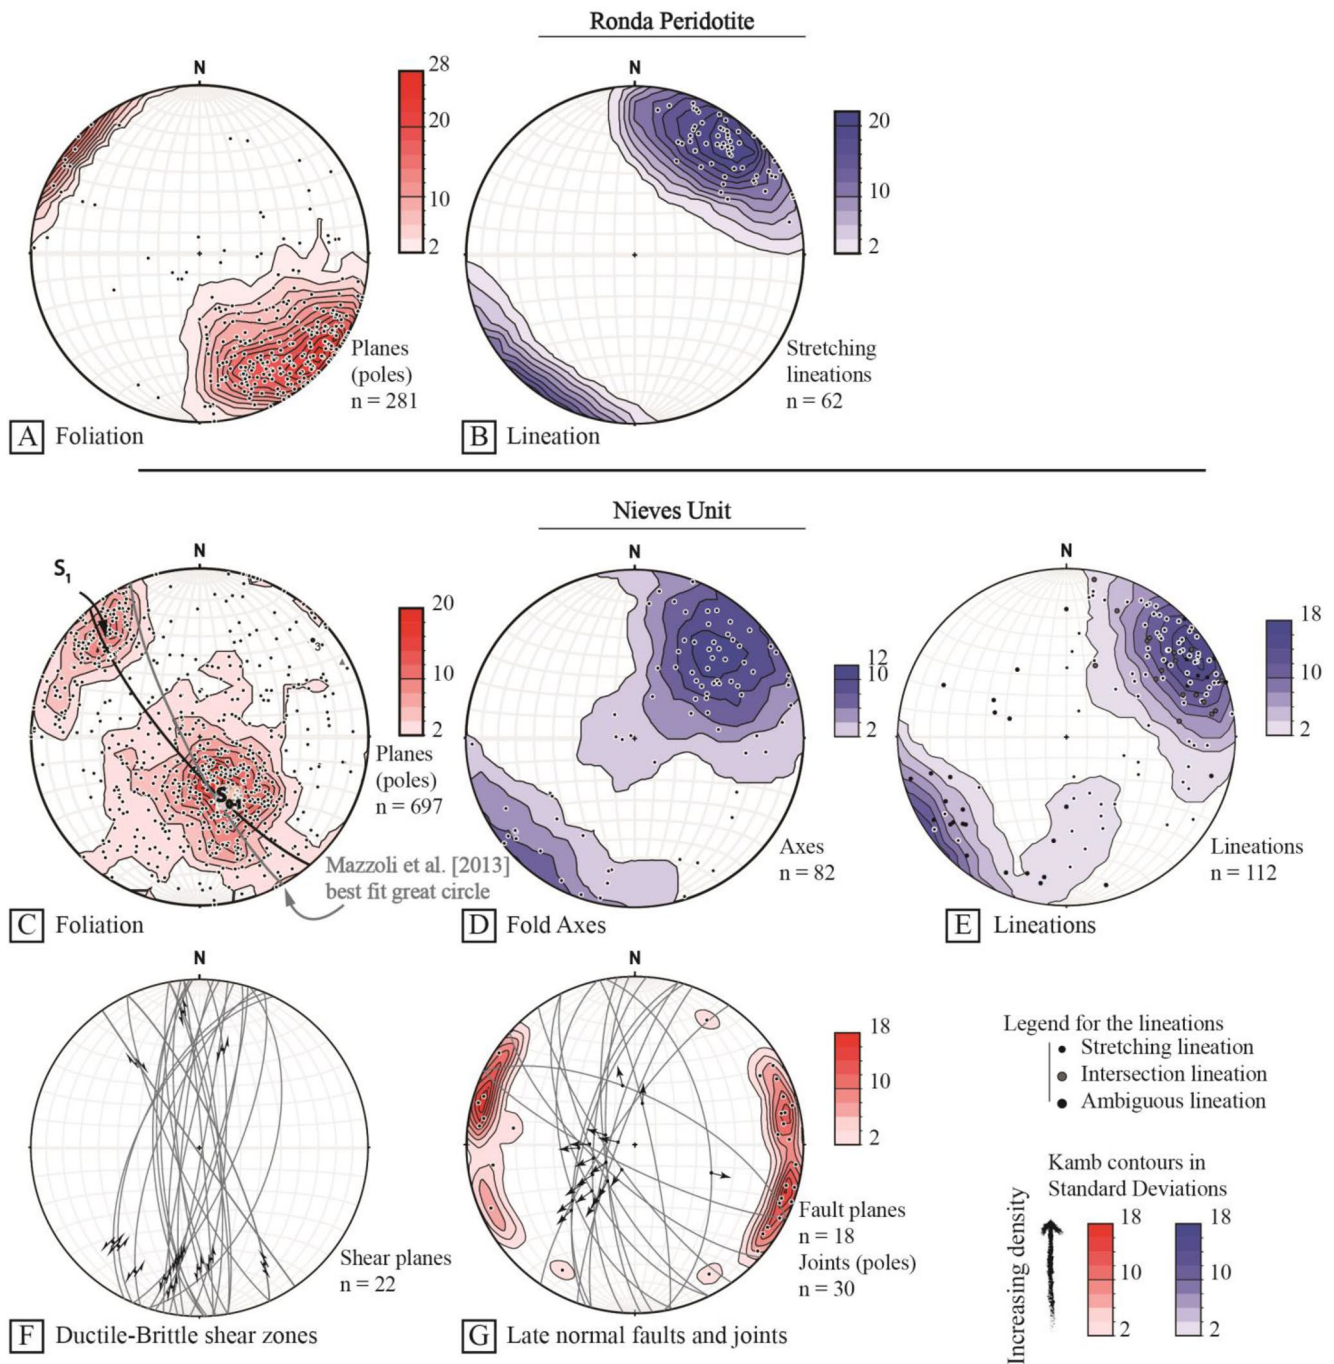 Ronda Peridotite
N
28
20
10
2
Planes
(poles)
n = 281
A Foliation
N
20
10
2
Stretching
lineations
n = 62
B Lineation
Nieves Unit
N
S1
S0-1
3
20
10
2
Planes
(poles)
n = 697
Mazzoli et al. [2013]
best fit great circle
C Foliation
N
12
10
2
Axes
n = 82
D Fold Axes
N
18
10
2
Lineations
n = 112
E Lineations
N
Shear planes
n = 22
F Ductile-Brittle shear zones
N
18
10
2
Fault planes
n = 18
Joints (poles)
n = 30
G Late normal faults and joints
Legend for the lineations
Stretching lineation
Intersection lineation
Ambiguous lineation
Kamb contours in
Standard Deviations
Increasing density
18
10
2
18
10
2